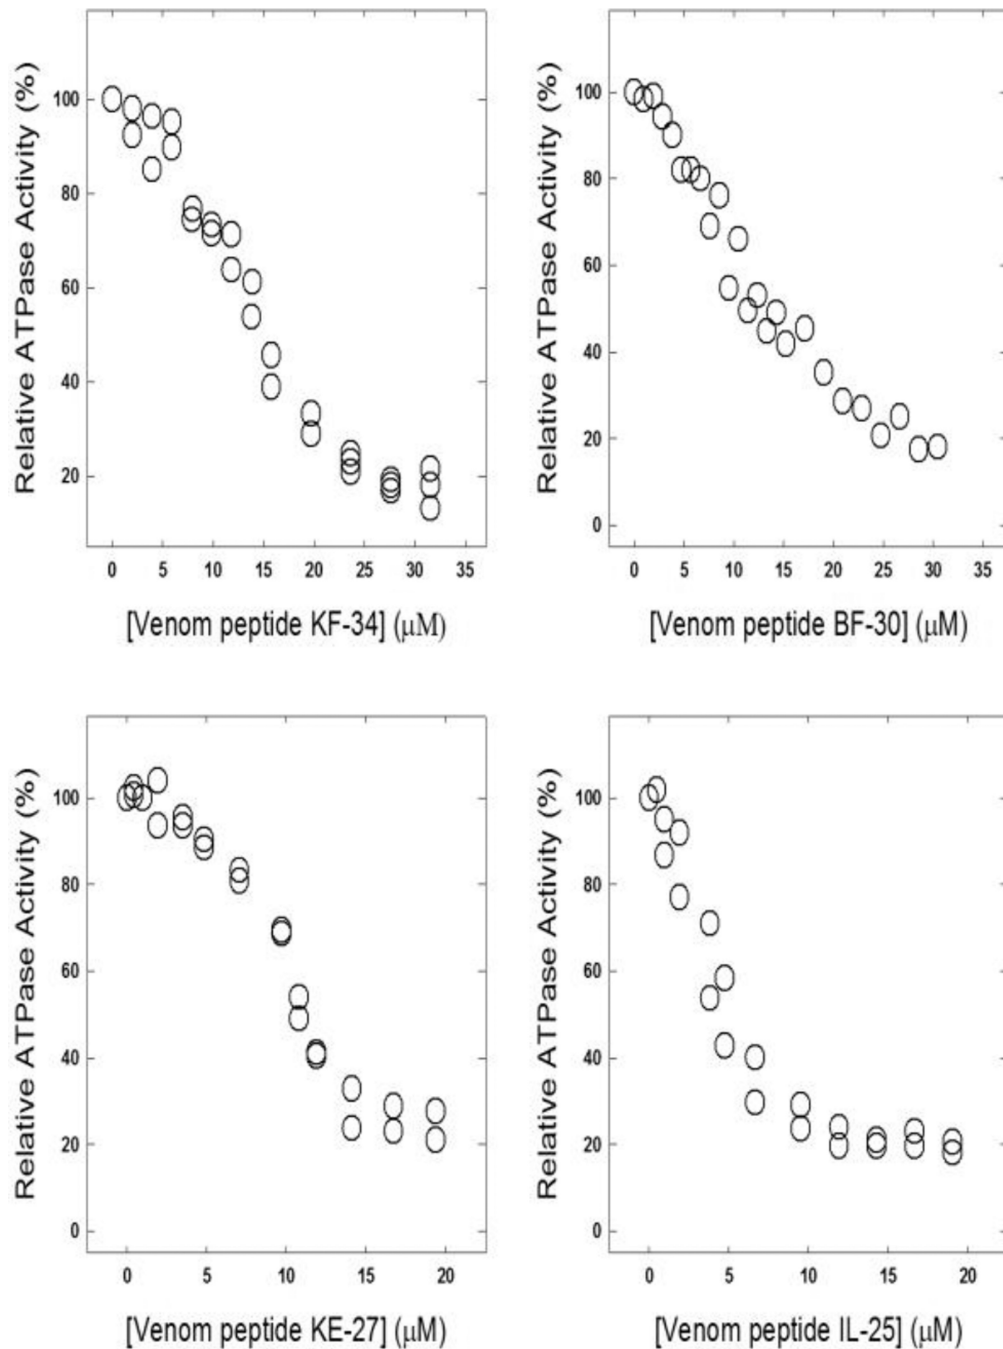 Relative ATPase Activity (%)
100
80
60
40
20
0 5 10 15 20 25 30 35
[Venom peptide KF-34] (μM)
Relative ATPase Activity (%)
100
80
60
40
20
0
0 5 10 15 20 25 30 35
[Venom peptide BF-30] (μM)
Relative ATPase Activity (%)
100
80
60
40
20
0
0 5 10 15 20
[Venom peptide KE-27] (μM)
Relative ATPase Activity (%)
100
80
60
40
20
0
0 5 10 15 20
[Venom peptide IL-25] (μM)